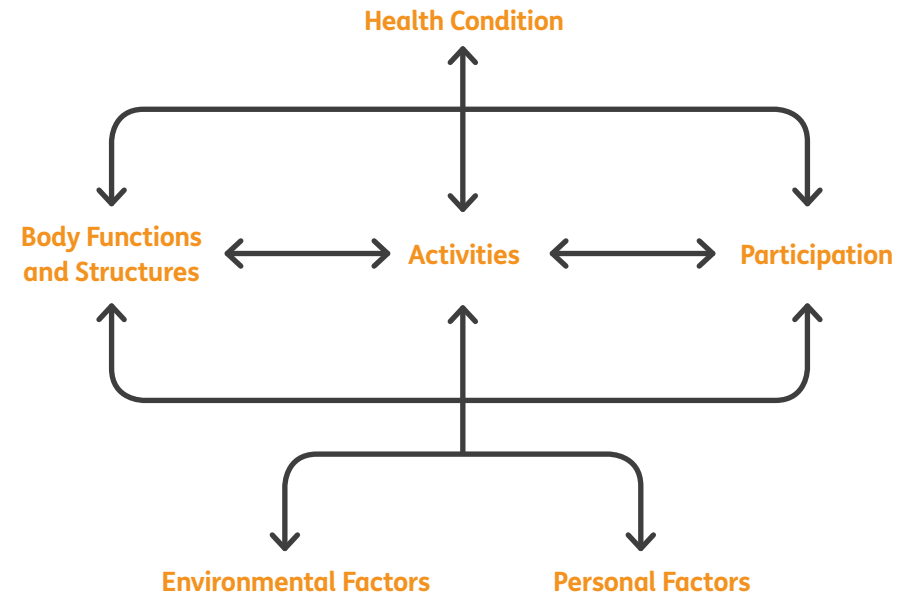 Health Condition
Body Functions
and Structures
Activities
Participation
Environmental Factors
Personal Factors